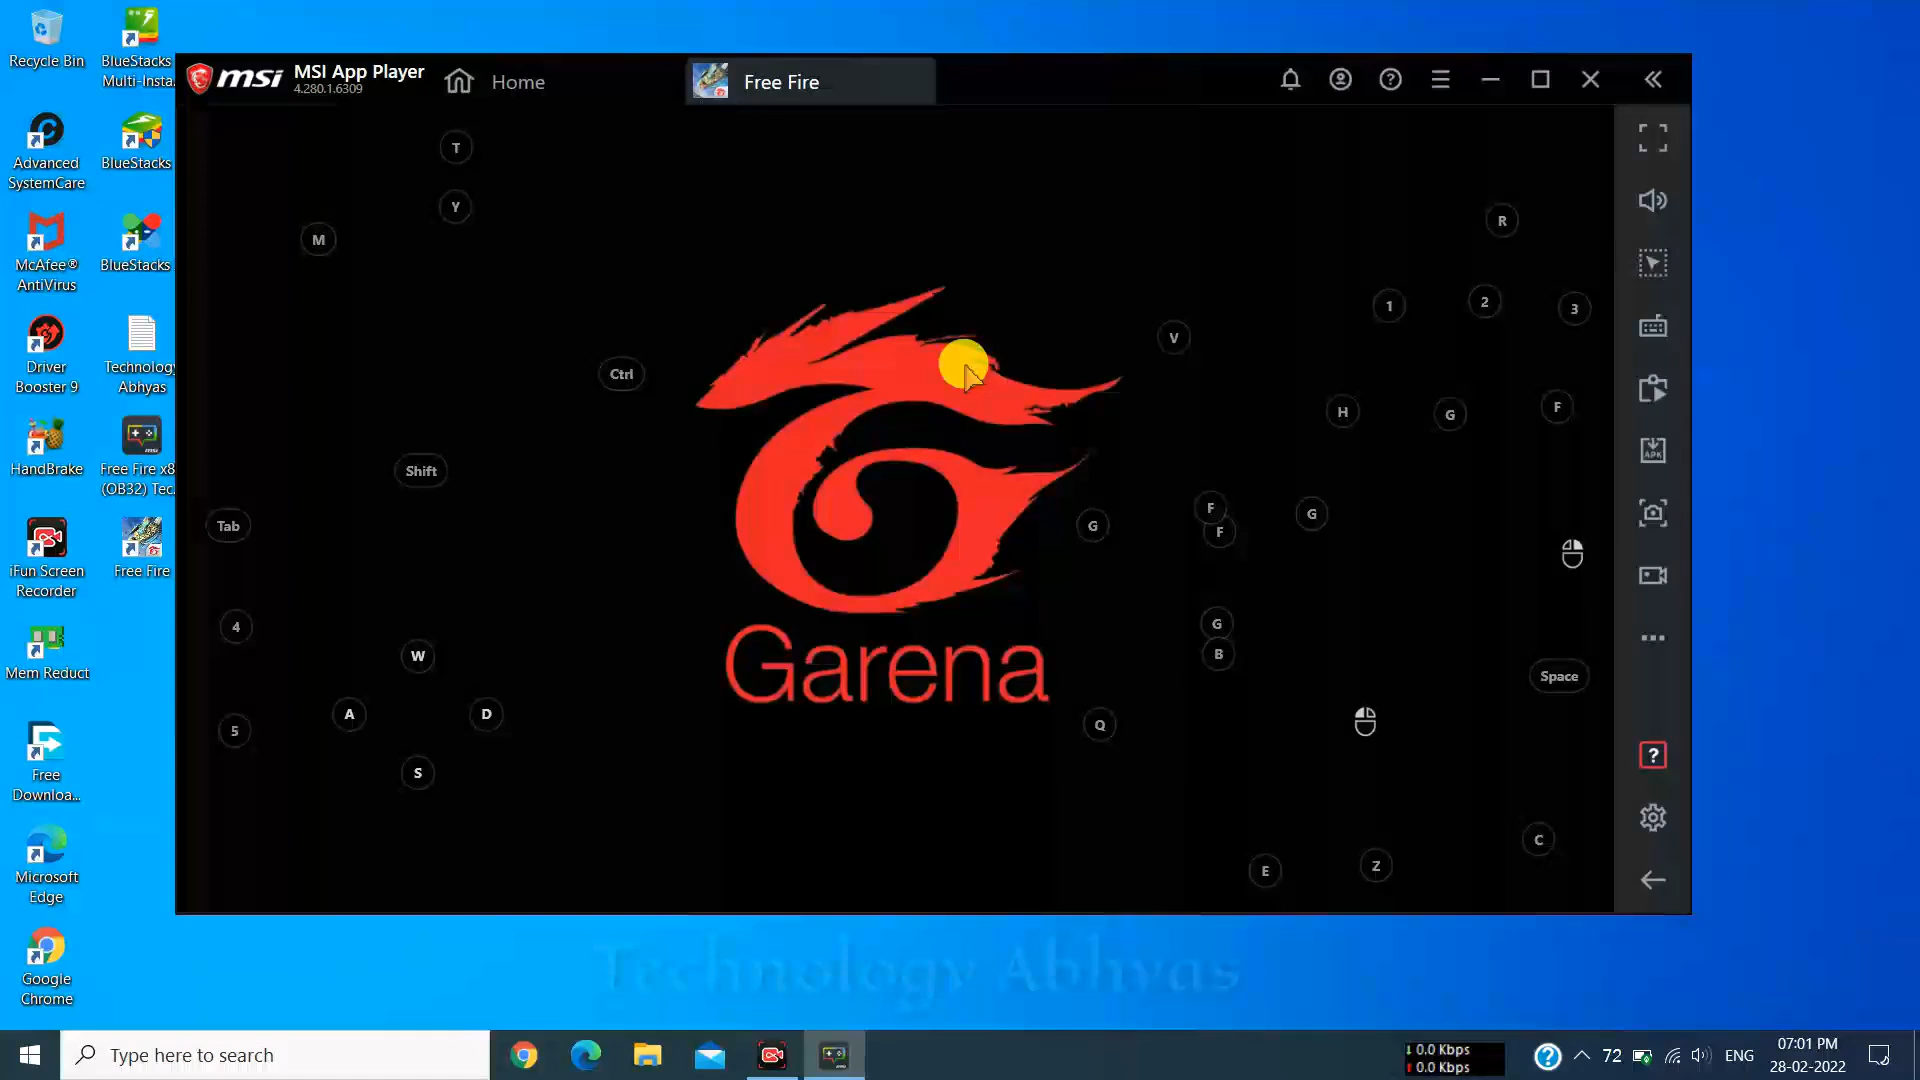 Recycle Bin
BlueStacks
Multi-Insta.
Advanced
SystemCare
BlueStacks
McAfee®
AntiVirus
BlueStacks
Driver
Booster 9
Technology
Abhyas
HandBrake
Free Fire x8
(OB32) Tec.
iFun Screen
Recorder
Free Fire
Mem Reduct
Free
Downloa...
Microsoft
Edge
Google
Chrome
msi
MSI App Player
4.280.1.6309
Home
Free Fire
T
Y
M
R
1
2
3
V
Ctrl
H
G
F
Shift
Tab
G
F
F
G
4
W
G
B
Space
A
D
5
Q
S
C
E
Z
Garena
APK
?
Technology Abhyas
Type here to search
↓ 0.0 Kbps
↑ 0.0 Kbps
72
ENG
07:01 PM
28-02-2022